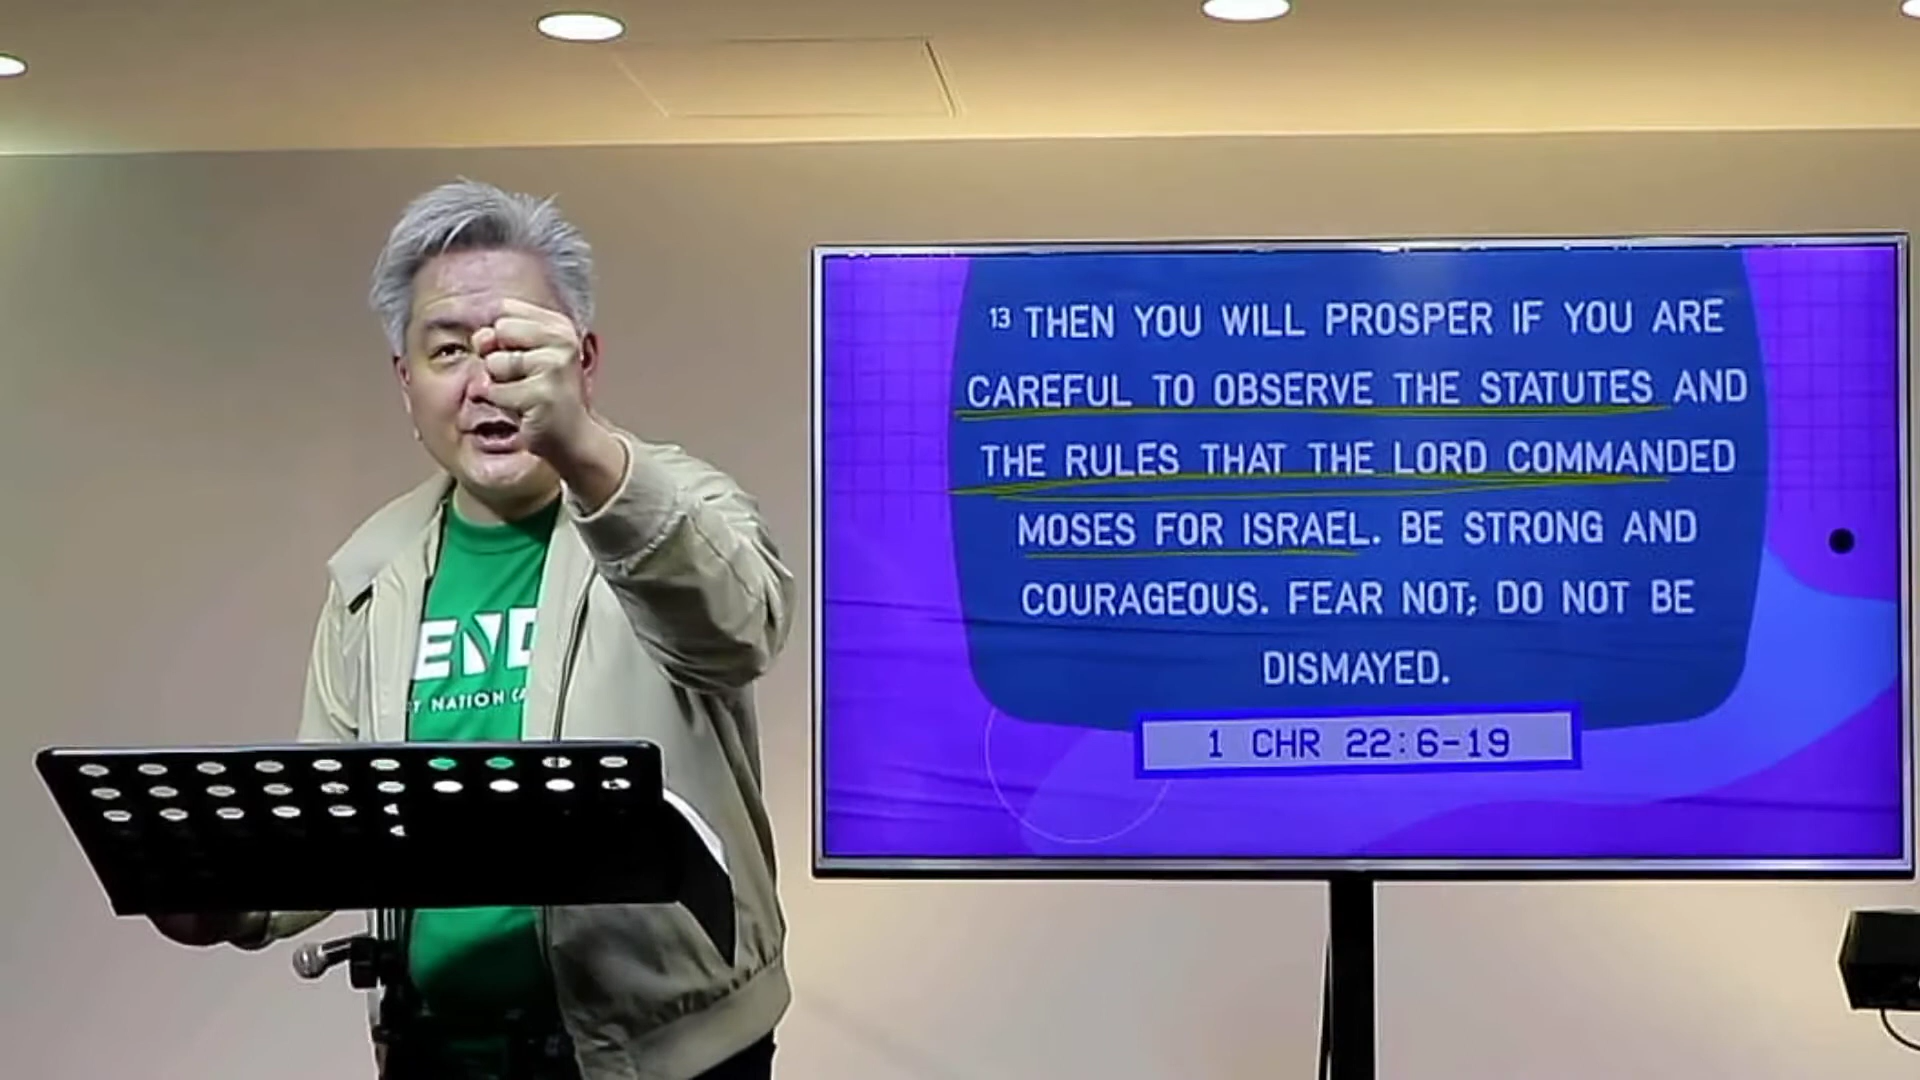 13 THEN YOU WILL PROSPER IF YOU ARE
CAREFUL TO OBSERVE THE STATUTES AND
THE RULES THAT THE LORD COMMANDED
MOSES FOR ISRAEL. BE STRONG AND
COURAGEOUS. FEAR NOT; DO NOT BE
DISMAYED.
1 CHR 22:6-19
NATION